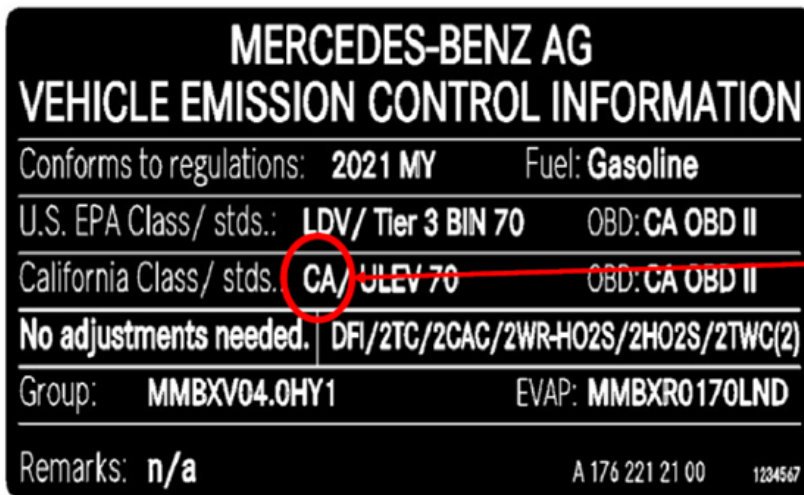 MERCEDES-BENZ AG
VEHICLE EMISSION CONTROL INFORMATION
Conforms to regulations: 2021 MY Fuel: Gasoline
U.S. EPA Class/ stds.: LDV/ Tier 3 BIN 70 OBD: CA OBD II
California Class/ stds.: CA/ ULEV 70 OBD: CA OBD II
No adjustments needed. DFI/2TC/2CAC/2WR-HO2S/2HO2S/2TWC(2)
Group: MMBXV04.0HY1 EVAP: MMBXR0170LND
Remarks: n/a A 176 221 21 00 1234567